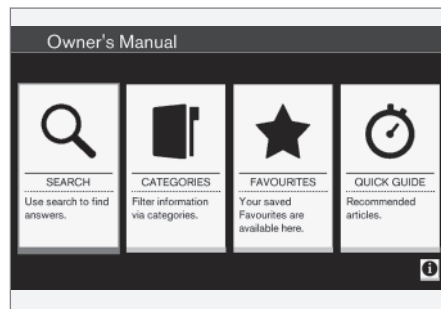 Owner's Manual
SEARCH
Use search to find
answers.
CATEGORIES
Filter information
via categories.
FAVOURITES
Your saved
Favourites are
available here.
QUICK GUIDE
Recommended
articles.